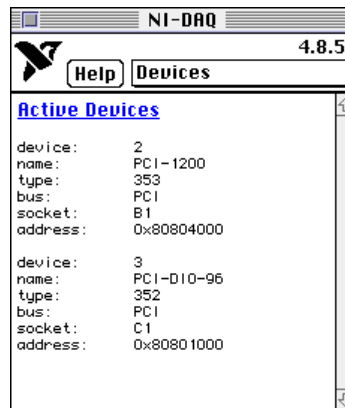 NI-DAQ
4.8.5
Help Devices
Active Devices
device: 2
name: PCI-1200
type: 353
bus: PCI
socket: B1
address: 0x80804000
device: 3
name: PCI-DIO-96
type: 352
bus: PCI
socket: C1
address: 0x80801000